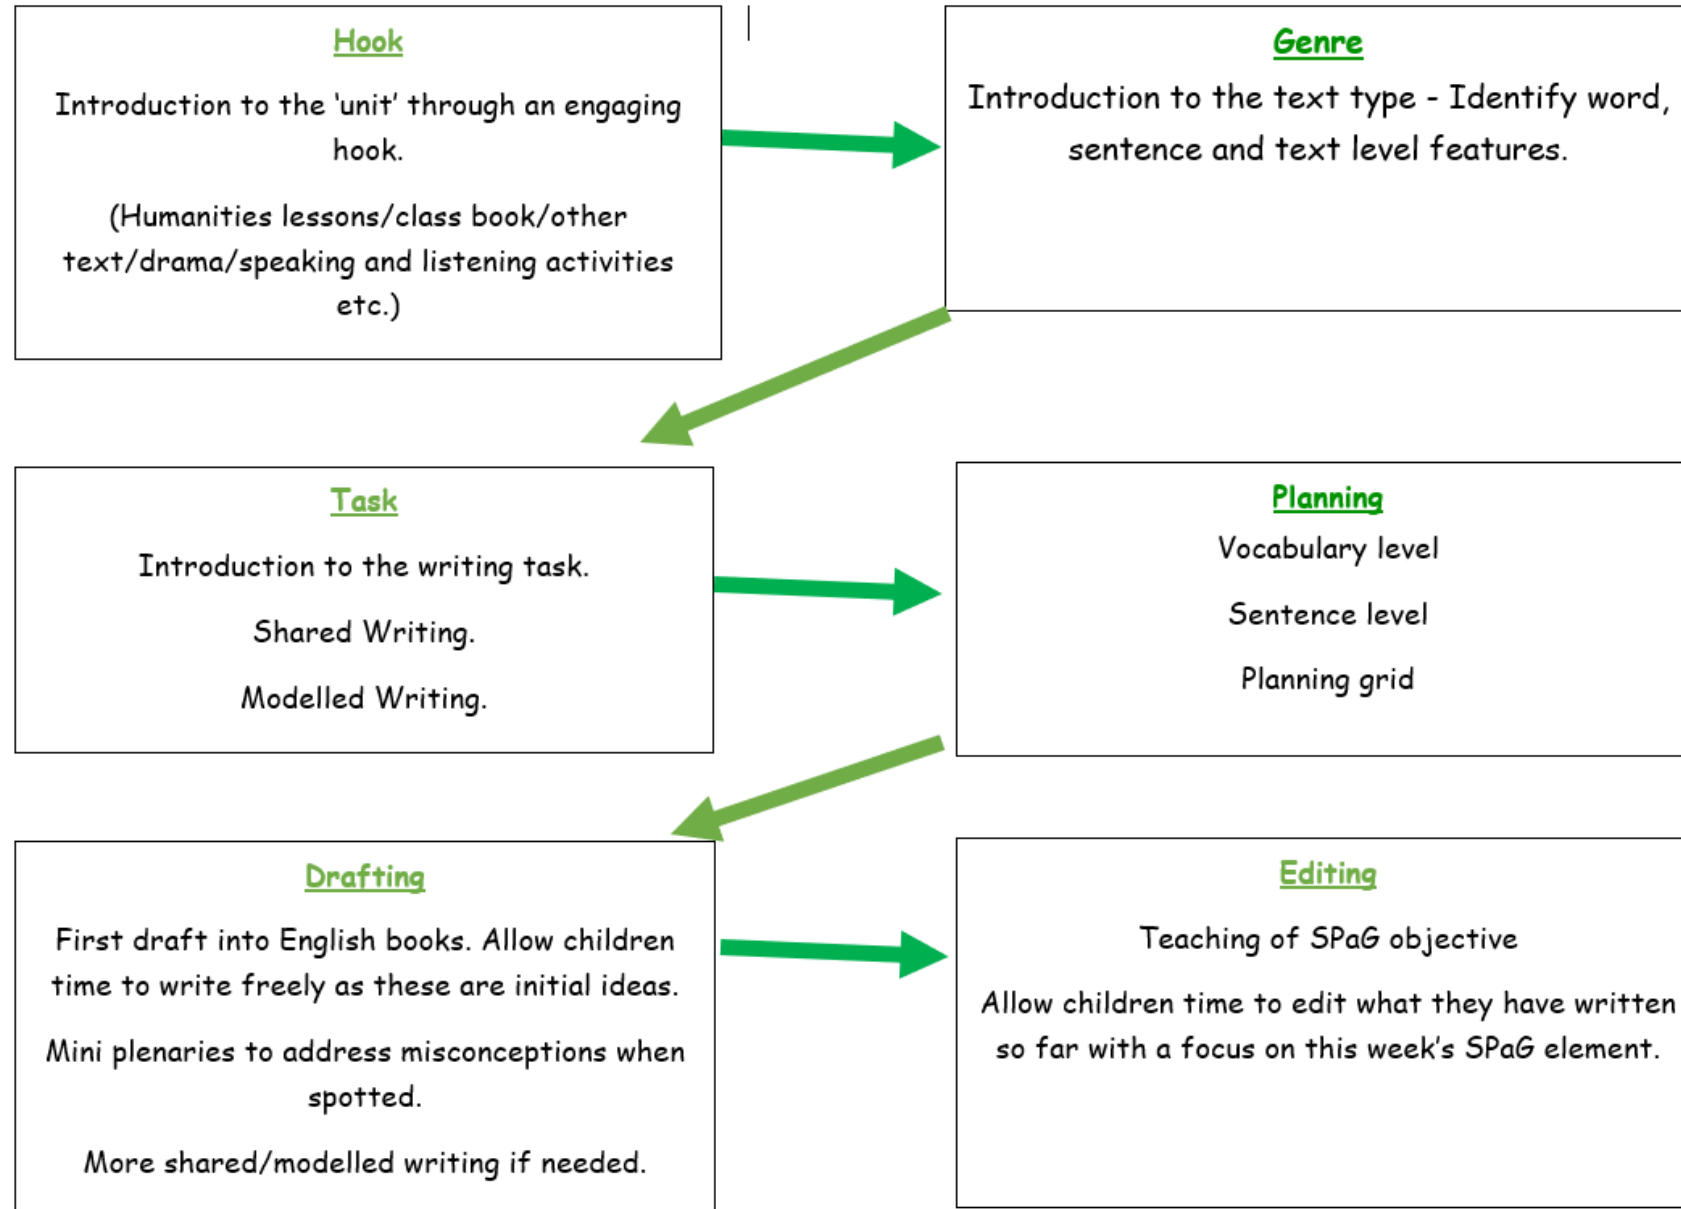 Hook
Introduction to the ‘unit’ through an engaging
hook.
(Humanities lessons/class book/other
text/drama/speaking and listening activities
etc.)
Genre
Introduction to the text type - Identify word,
sentence and text level features.
Task
Introduction to the writing task.
Shared Writing.
Modelled Writing.
Planning
Vocabulary level
Sentence level
Planning grid
Drafting
First draft into English books. Allow children
time to write freely as these are initial ideas.
Mini plenaries to address misconceptions when
spotted.
More shared/modelled writing if needed.
Editing
Teaching of SPaG objective
Allow children time to edit what they have written
so far with a focus on this week’s SPaG element.